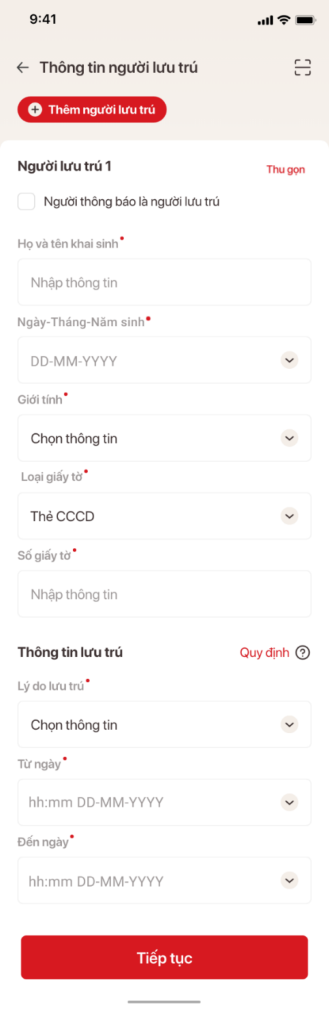 9:41
Thông tin người lưu trú
Thêm người lưu trú
Người lưu trú 1
Thu gọn
Người thông báo là người lưu trú
Họ và tên khai sinh*
Nhập thông tin
Ngày-Tháng-Năm sinh*
DD-MM-YYYY
Giới tính*
Chọn thông tin
Loại giấy tờ*
Thẻ CCCD
Số giấy tờ*
Nhập thông tin
Thông tin lưu trú
Quy định ?
Lý do lưu trú*
Chọn thông tin
Từ ngày*
hh:mm DD-MM-YYYY
Đến ngày*
hh:mm DD-MM-YYYY
Tiếp tục